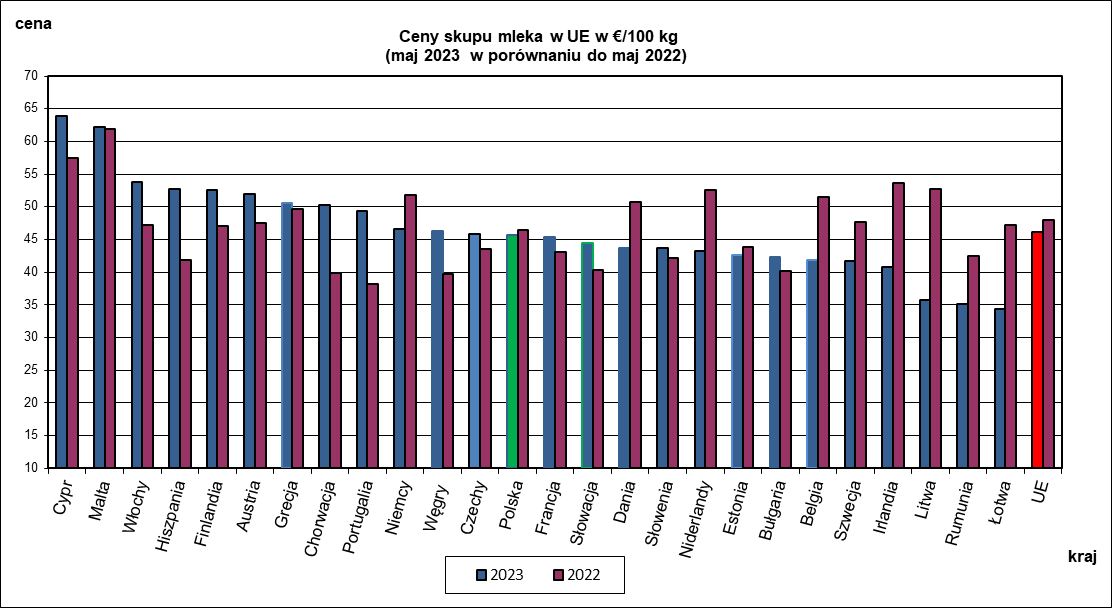 cena
Ceny skupu mleka w UE w €/100 kg
(maj 2023 w porównaniu do maj 2022)
70
65
60
55
50
45
40
35
30
25
20
15
10
Cypr
Malta
Włochy
Hiszpania
Finlandia
Austria
Grecja
Chorwacja
Portugalia
Niemcy
Węgry
Czechy
Polska
Francja
Słowacja
Dania
Słowenia
Niderlandy
Estonia
Bułgaria
Belgia
Szwecja
Irlandia
Litwa
Rumunia
Łotwa
UE
kraj
2023
2022